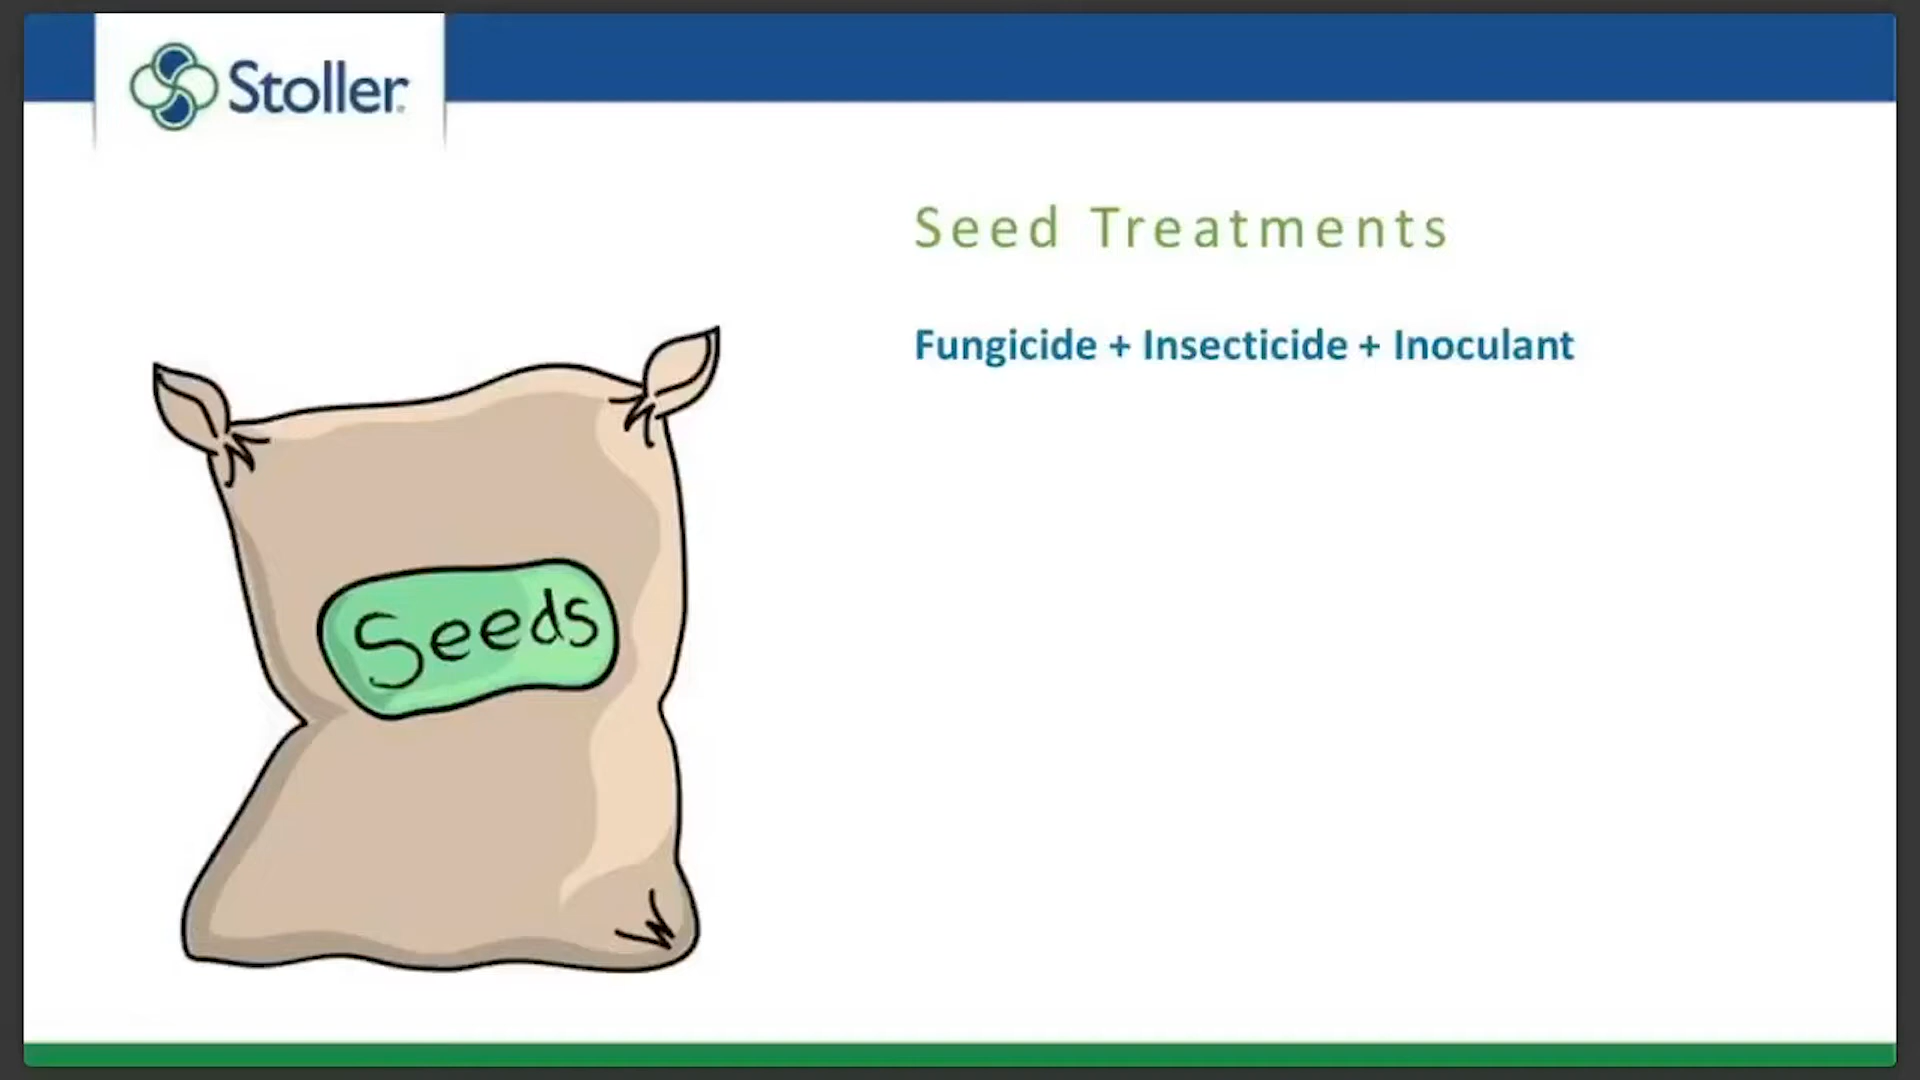 Stoller
Seed Treatments
Fungicide + Insecticide + Inoculant
Seeds